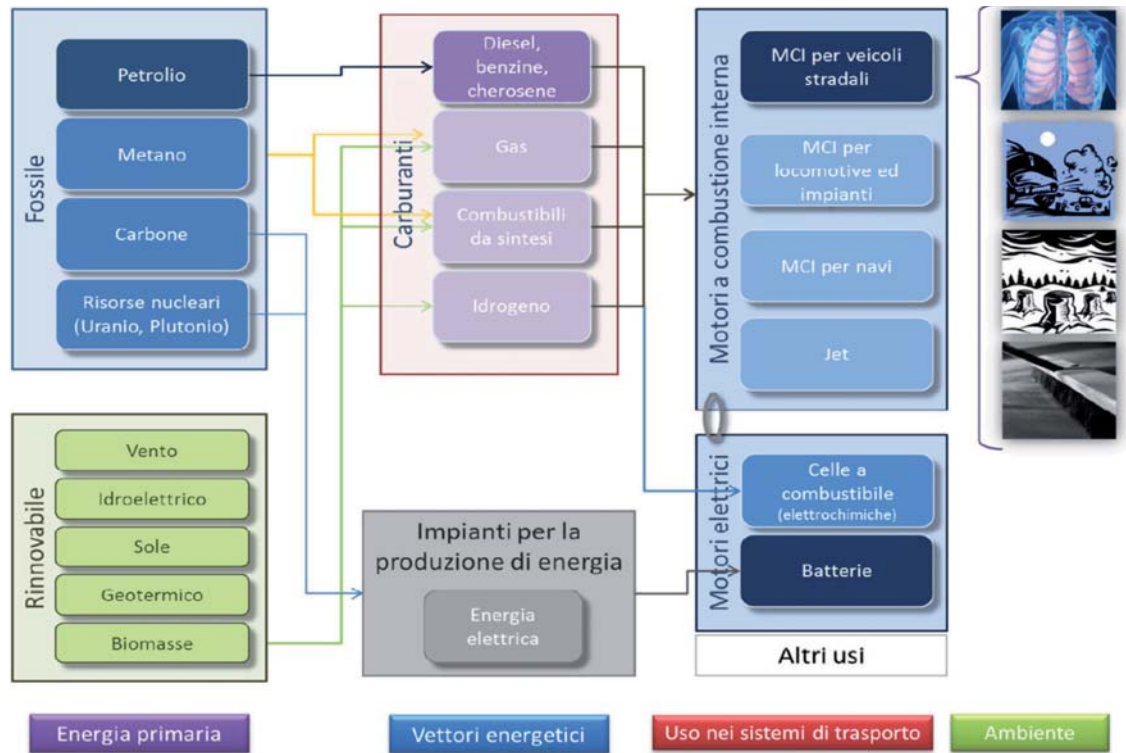 Fossile
Petrolio
Metano
Carbone
Risorse nucleari
(Uranio, Plutonio)
Rinnovabile
Vento
Idroelettrico
Sole
Geotermico
Biomasse
Carburanti
Diesel,
benzine,
cherosene
Gas
Combustibili
da sintesi
Idrogeno
Impianti per la
produzione di energia
Energia
elettrica
Motori a combustione interna
MCI per veicoli
stradali
MCI per
locomotive ed
impianti
MCI per navi
Jet
Motori elettrici
Celle a
combustibile
(elettrochimiche)
Batterie
Altri usi
Energia primaria
Vettori energetici
Uso nei sistemi di trasporto
Ambiente